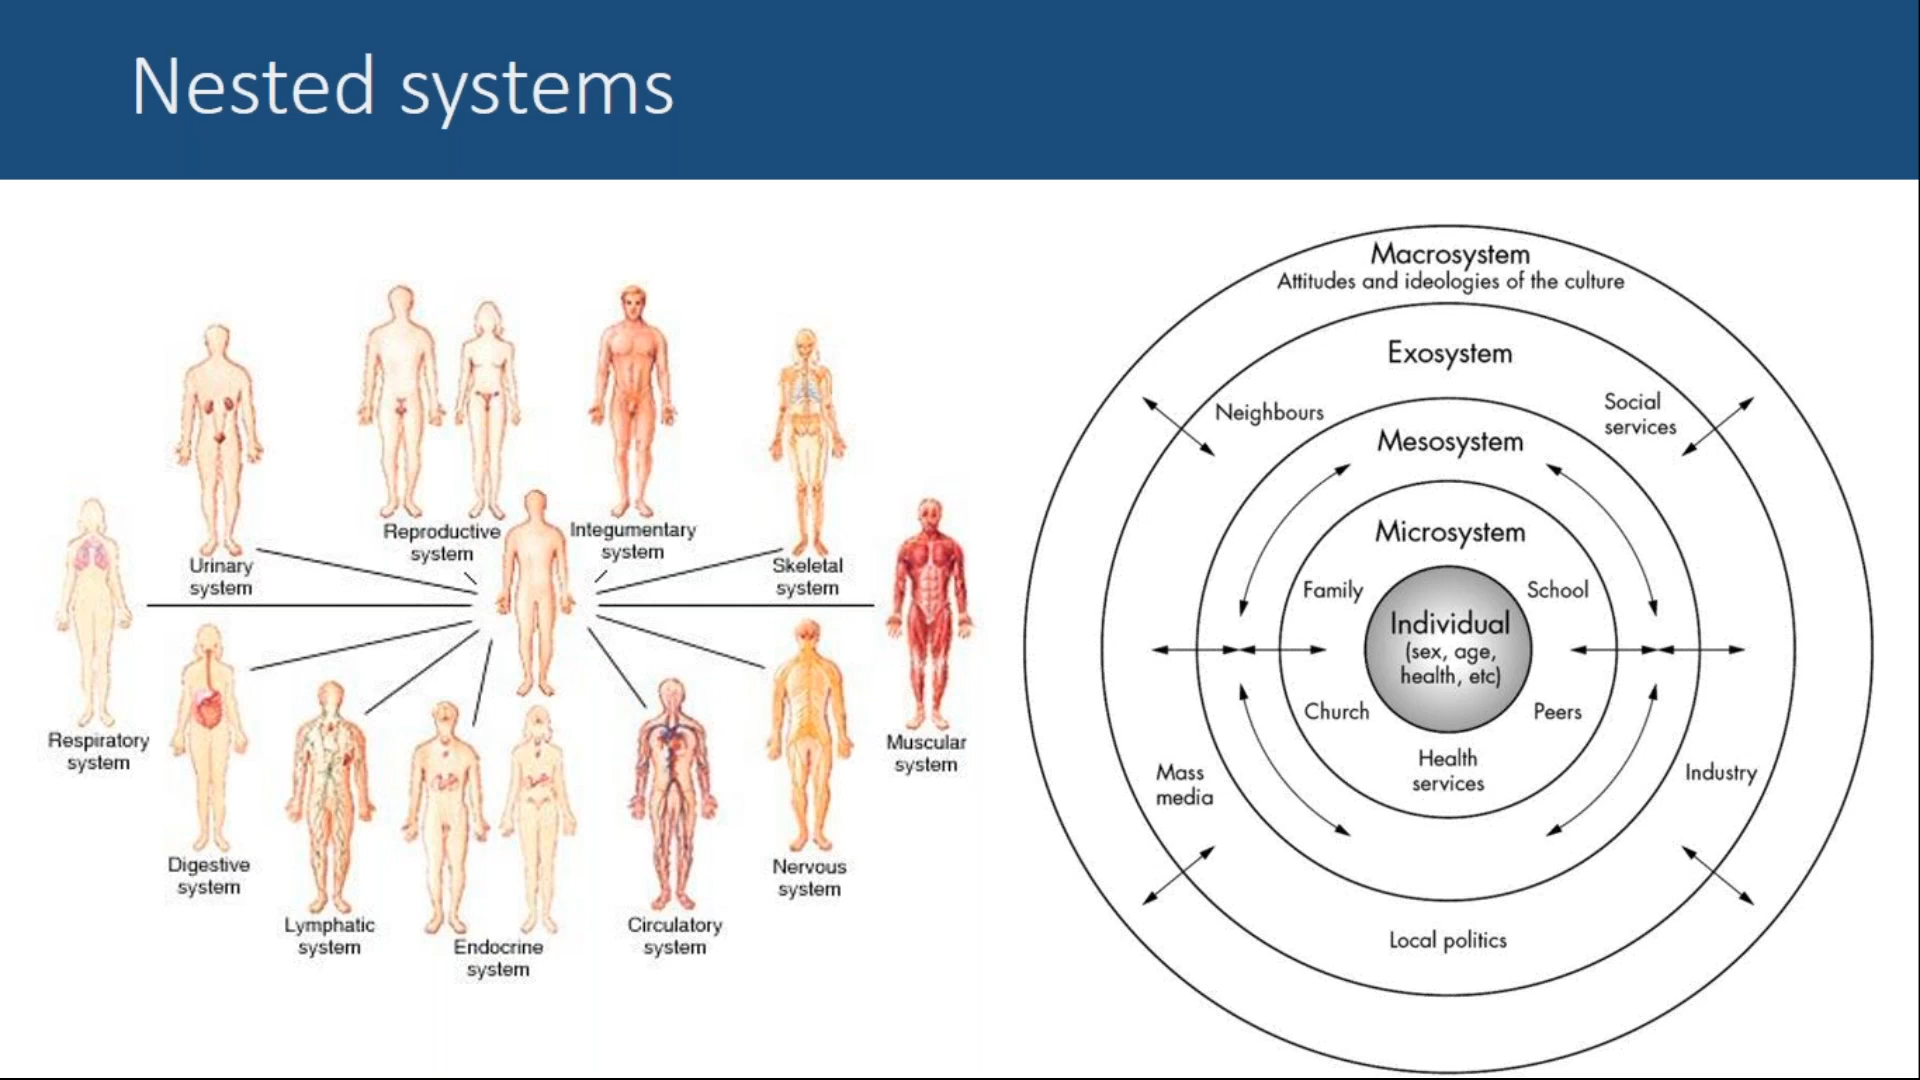 Nested systems
Reproductive
system
Integumentary
system
Urinary
system
Skeletal
system
Respiratory
system
Muscular
system
Digestive
system
Nervous
system
Lymphatic
system
Circulatory
system
Endocrine
system
Macrosystem
Attitudes and ideologies of the culture
Exosystem
Neighbours
Social
services
Mesosystem
Microsystem
Family
School
Individual
(sex, age,
health, etc)
Church
Peers
Health
services
Mass
media
Industry
Local politics